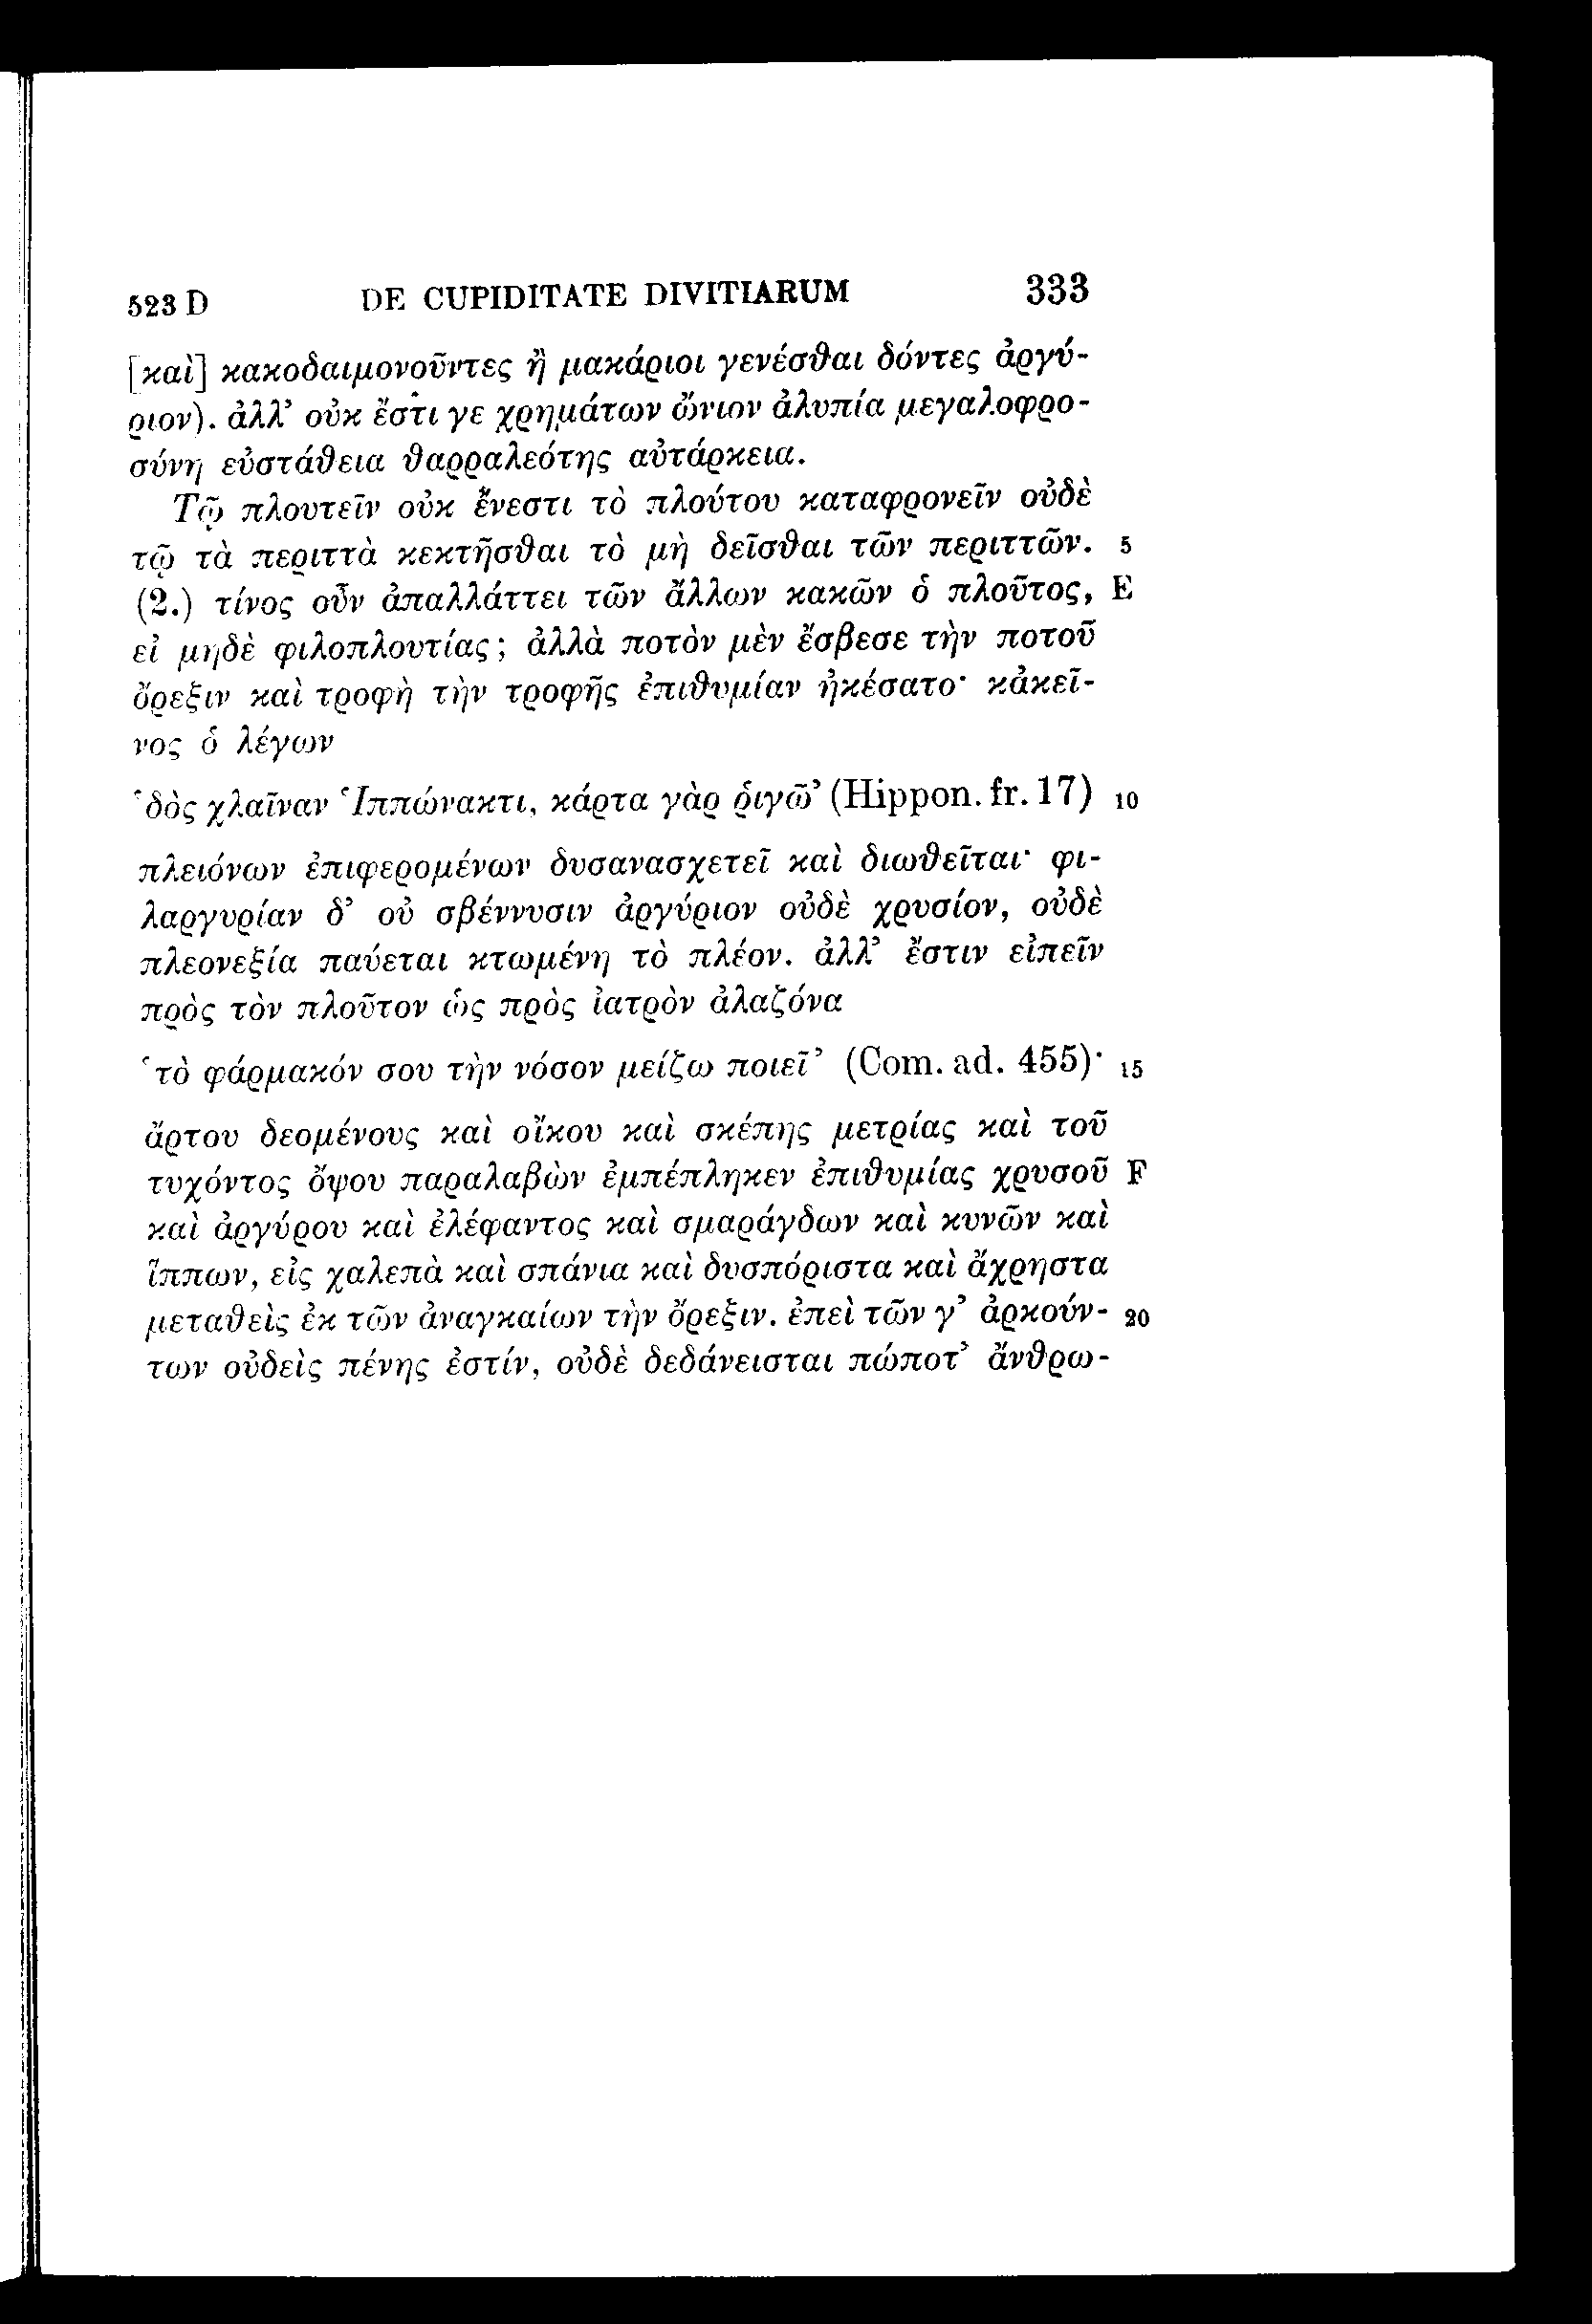 523 D DE CUPIDITATE DIVITIARUM 333
[καὶ] κακοδαιμονοῦντες ἢ μακάριοι γενέσθαι δόντες ἀργύ-
ριον). ἀλλ’ οὐκ ἔστι γε χρημάτων ὤνιον ἀλυπία μεγαλοφρο-
σύνη εὐστάθεια θαρραλεότης αὐτάρκεια.
Τῷ πλουτεῖν οὐκ ἔνεστι τὸ πλούτου καταφρονεῖν οὐδὲ
τῷ τὰ περιττὰ κεκτῆσθαι τὸ μὴ δεῖσθαι τῶν περιττῶν. 5
(2.) τίνος οὖν ἀπαλλάττει τῶν ἄλλων κακῶν ὁ πλοῦτος, E
εἰ μηδὲ φιλοπλουτίας; ἀλλὰ ποτὸν μὲν ἔσβεσε τὴν ποτοῦ
ὄρεξιν καὶ τροφὴ τὴν τροφῆς ἐπιθυμίαν ἠκέσατο· κἀκεῖ-
νος ὁ λέγων
‘δὸς χλαῖναν Ἱππώνακτι, κάρτα γὰρ ῥιγῶ’ (Hippon. fr. 17) 10
πλειόνων ἐπιφερομένων δυσανασχετεῖ καὶ διωθεῖται· φι-
λαργυρίαν δ’ οὐ σβέννυσιν ἀργύριον οὐδὲ χρυσίον, οὐδὲ
πλεονεξία παύεται κτωμένη τὸ πλέον. ἀλλ’ ἔστιν εἰπεῖν
πρὸς τὸν πλοῦτον ὡς πρὸς ἰατρὸν ἀλαζόνα
‘τὸ φάρμακόν σου τὴν νόσον μείζω ποιεῖ’ (Com. ad. 455)· 15
ἄρτου δεομένους καὶ οἴκου καὶ σκέπης μετρίας καὶ τοῦ
τυχόντος ὄψου παραλαβὼν ἐμπέπληκεν ἐπιθυμίας χρυσοῦ F
καὶ ἀργύρου καὶ ἐλέφαντος καὶ σμαράγδων καὶ κυνῶν καὶ
ἵππων, εἰς χαλεπὰ καὶ σπάνια καὶ δυσπόριστα καὶ ἄχρηστα
μεταθεὶς ἐκ τῶν ἀναγκαίων τὴν ὄρεξιν. ἐπεὶ τῶν γ’ ἀρκούν- 20
των οὐδεὶς πένης ἐστίν, οὐδὲ δεδάνεισται πώποτ’ ἄνθρω-